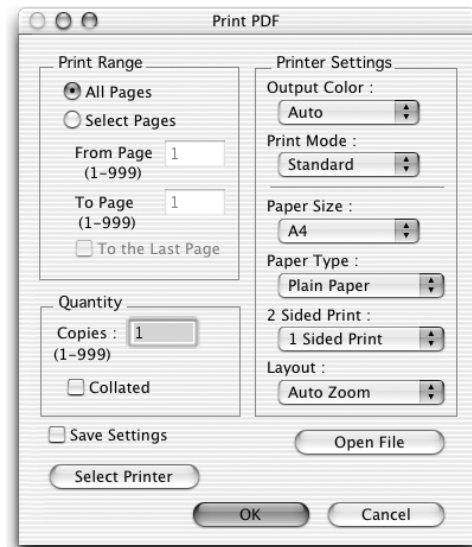 Print PDF
Print Range
All Pages
Select Pages
From Page 1
(1-999)
To Page 1
(1-999)
To the Last Page
Quantity
Copies : 1
(1-999)
Collated
Save Settings
Select Printer
Printer Settings
Output Color :
Auto
Print Mode :
Standard
Paper Size :
A4
Paper Type :
Plain Paper
2 Sided Print :
1 Sided Print
Layout :
Auto Zoom
Open File
OK
Cancel